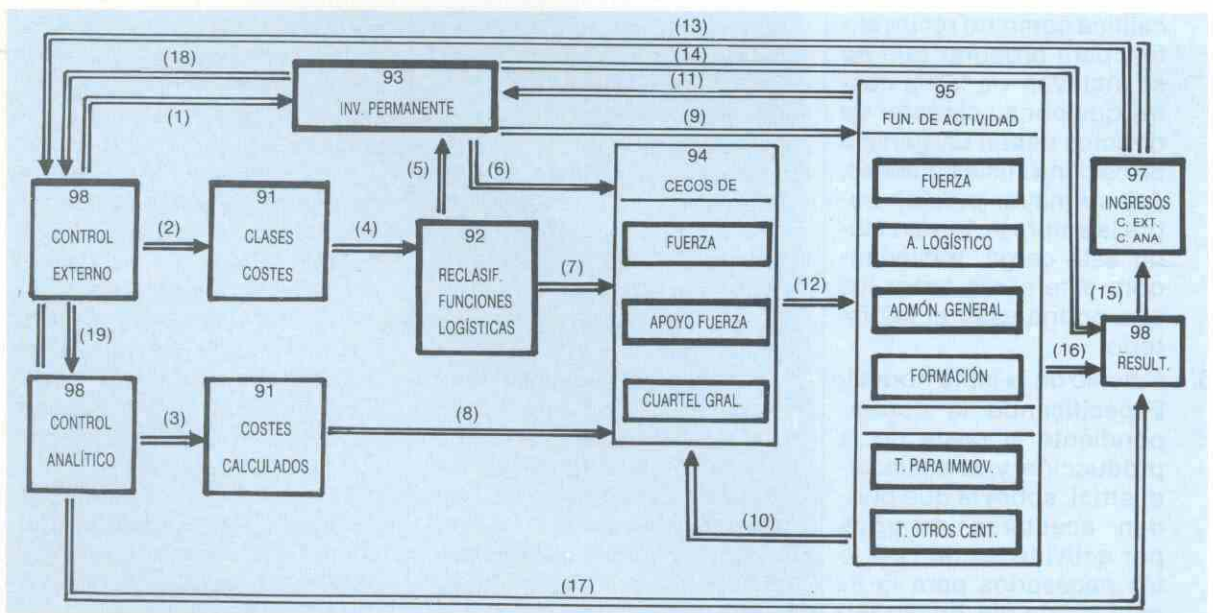 (13)
(18)
93
INV. PERMANENTE
(14)
(11)
(9)
(1)
(5)
(6)
95
FUN. DE ACTIVIDAD
FUERZA
A. LOGÍSTICO
ADMÓN. GENERAL
FORMACIÓN
T. PARA IMMOV.
T. OTROS CENT.
94
CECOS DE
FUERZA
APOYO FUERZA
CUARTEL GRAL
97
INGRESOS
C. EXT.
C. ANA.
98
CONTROL
EXTERNO
(2)
91
CLASES
COSTES
(4)
92
RECLASIF.
FUNCIONES
LOGÍSTICAS
(7)
(12)
(15)
(16)
98
RESULT.
(19)
98
CONTROL
ANALÍTICO
(3)
91
COSTES
CALCULADOS
(8)
(10)
(17)